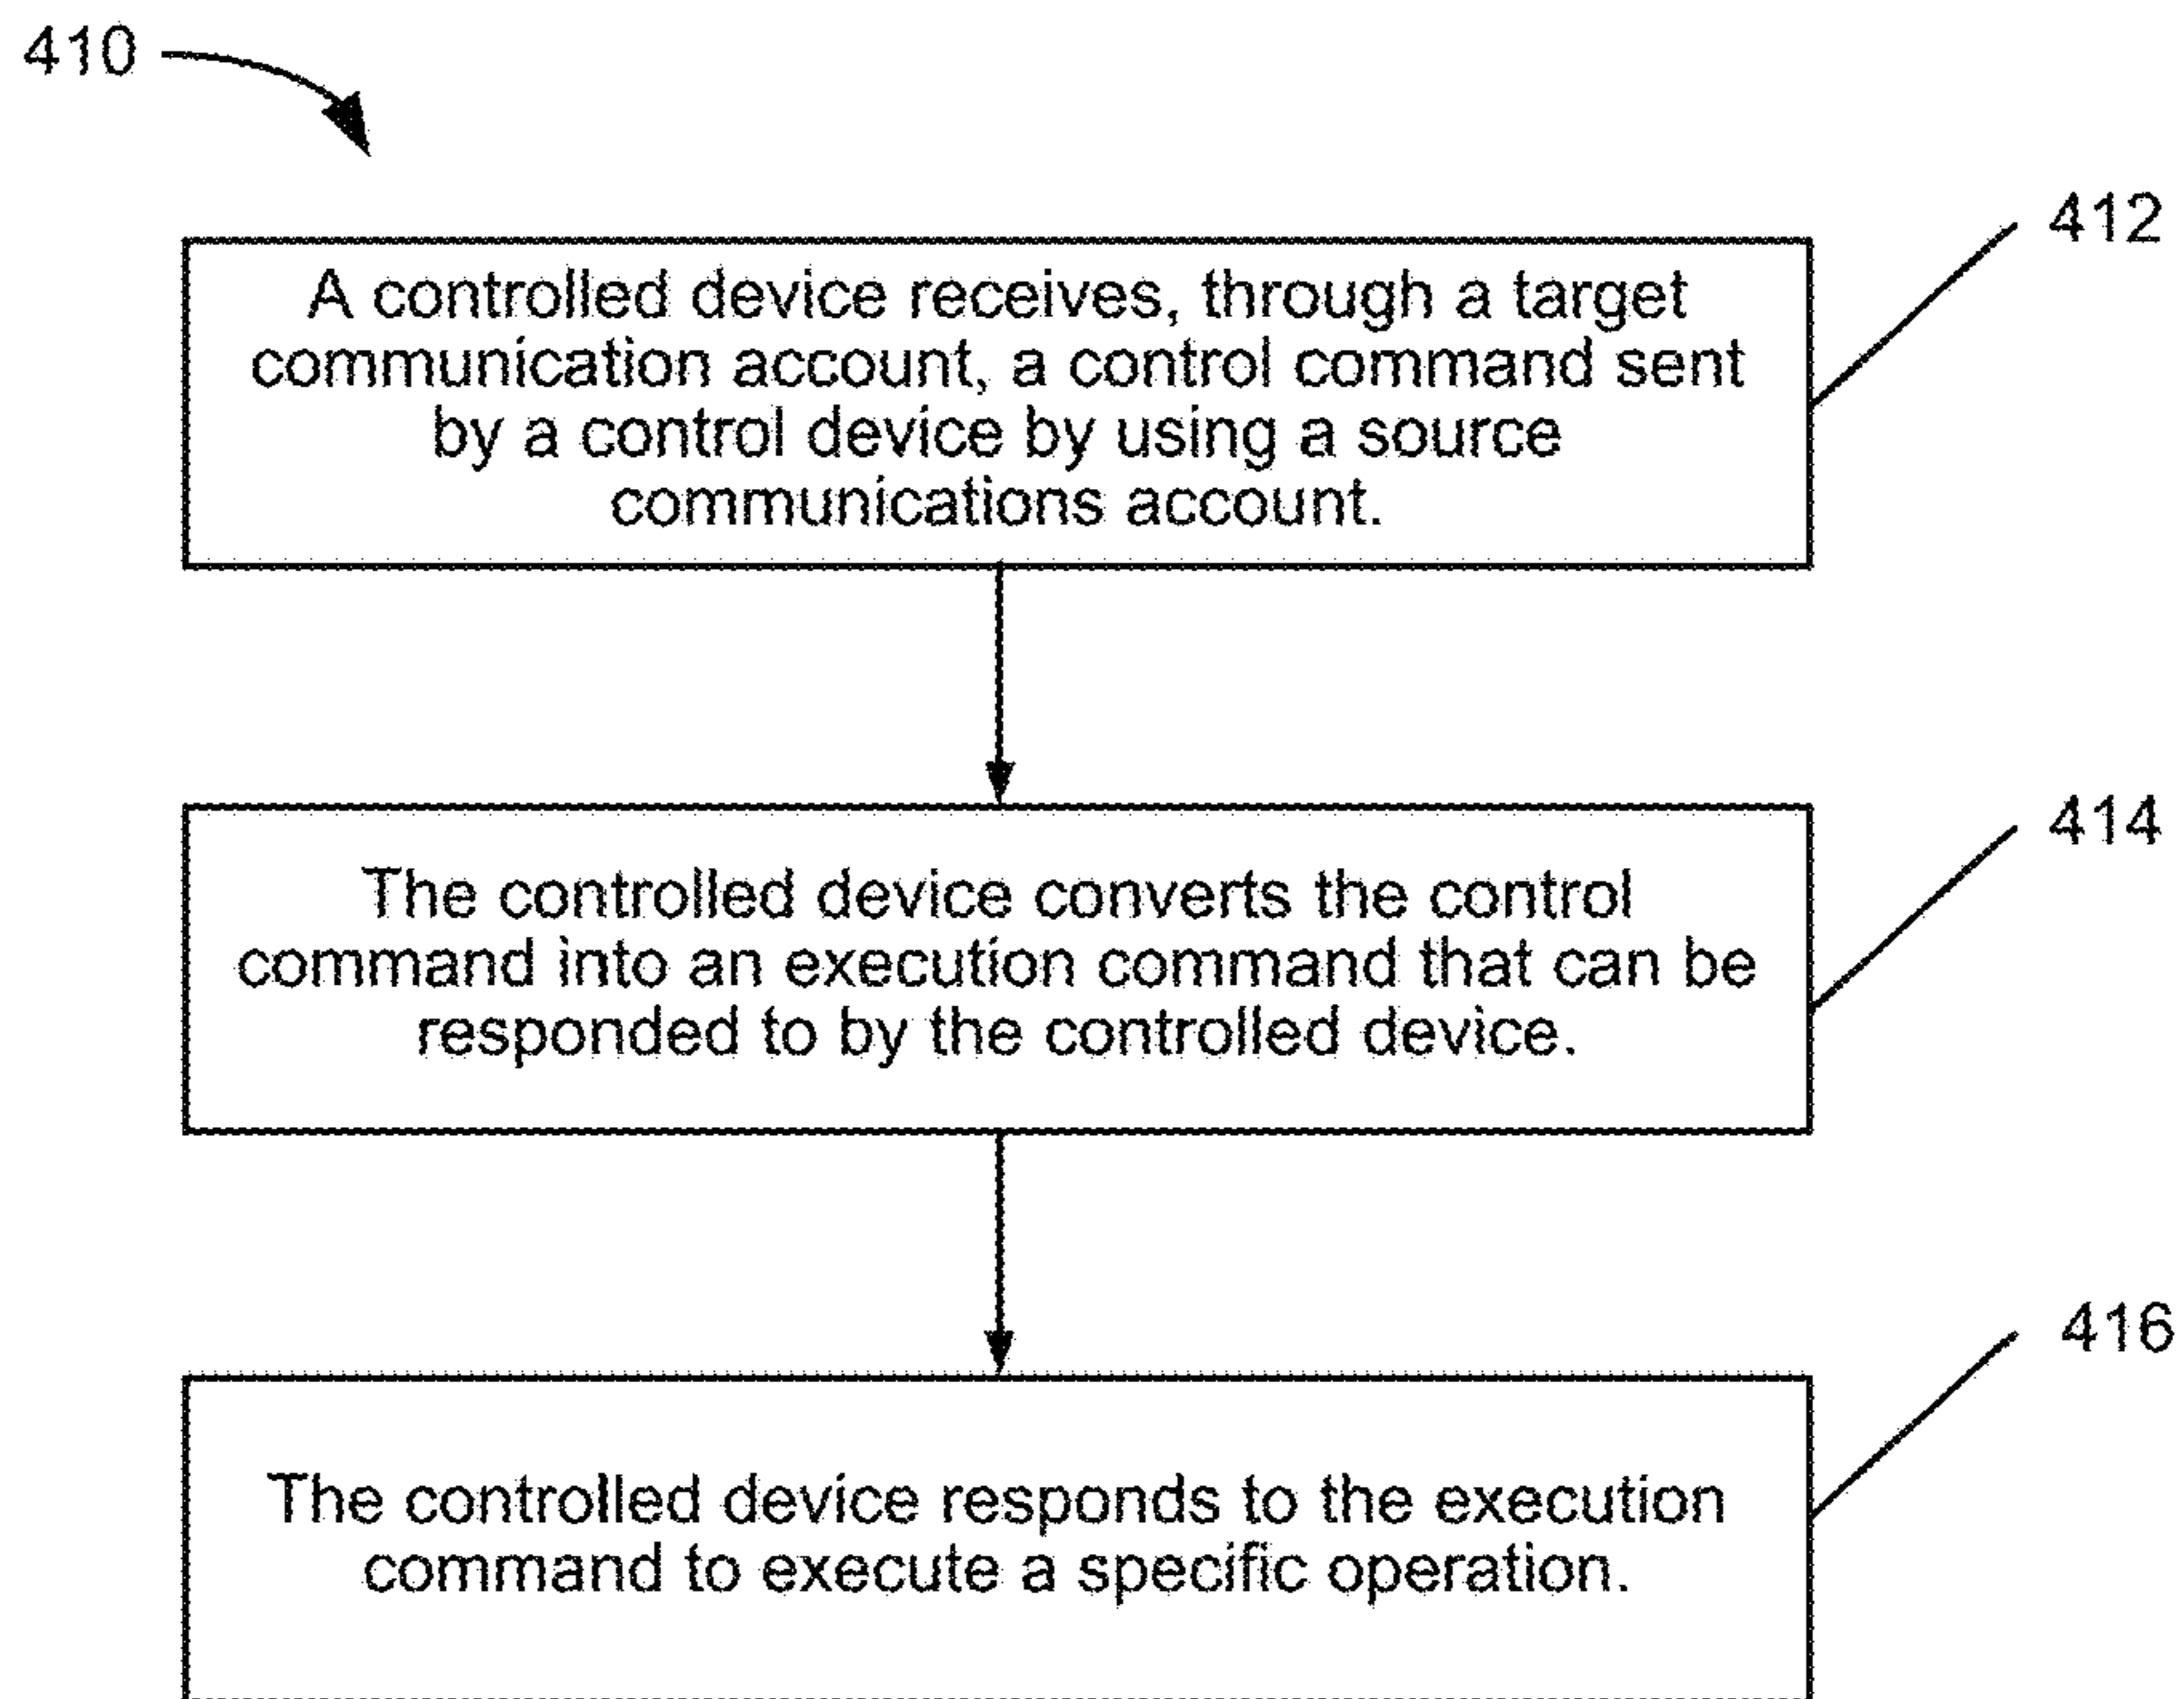 410
412
A controlled device receives, through a target
communication account, a control command sent
by a control device by using a source
communications account.
414
The controlled device converts the control
command into an execution command that can be
responded to by the controlled device.
416
The controlled device responds to the execution
command to execute a specific operation.